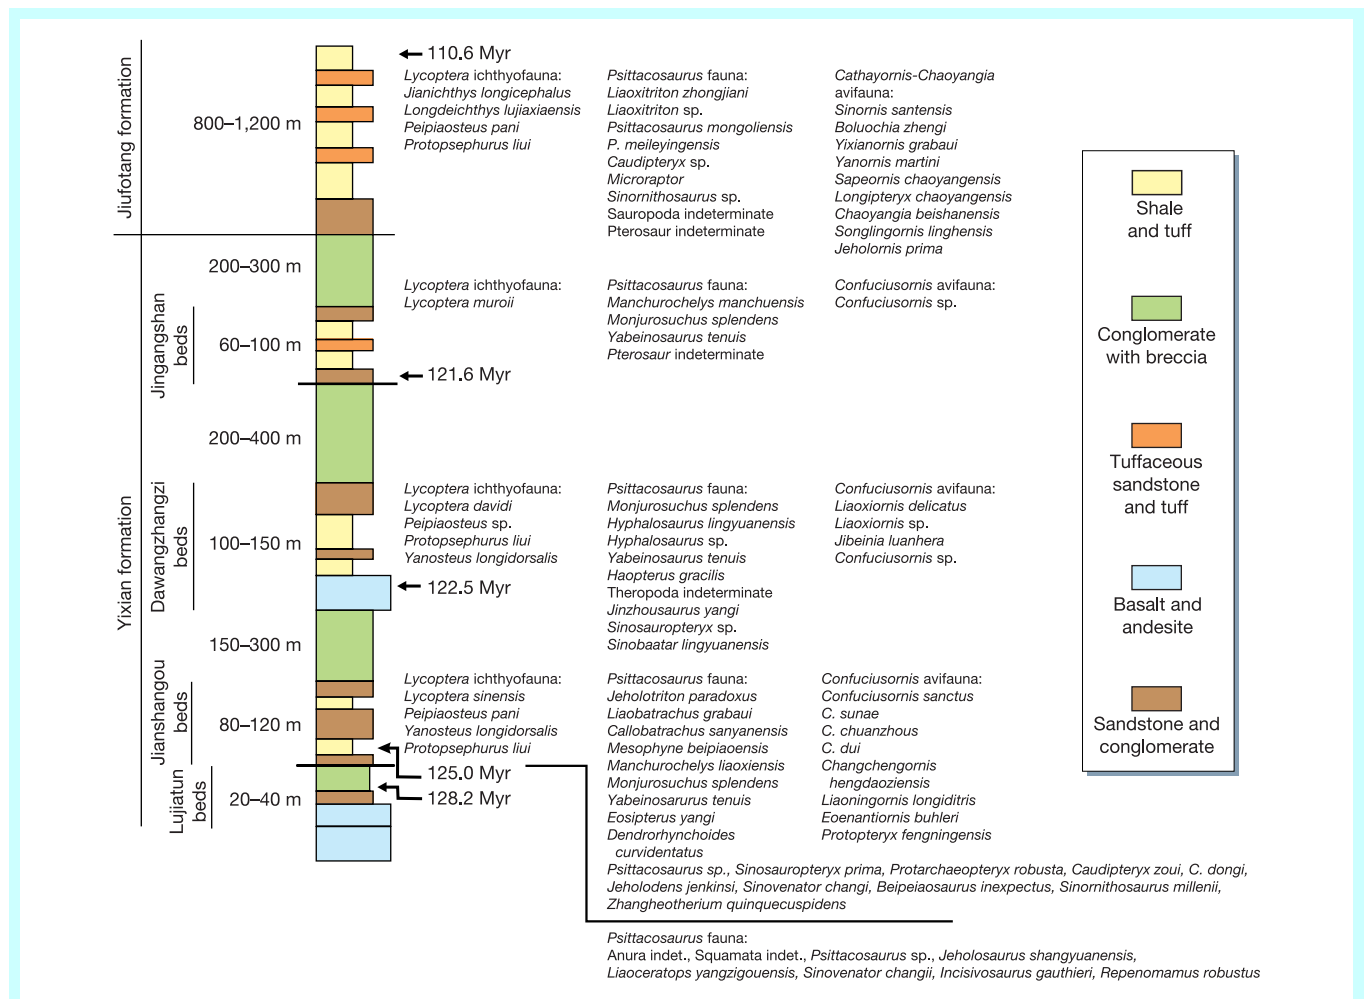 110.6 Myr
Jiufotang formation
800–1,200 m
Lycoptera ichthyofauna:
Jianichthys longicephalus
Longdeichthys lujiaxiaensis
Peipiaosteus pani
Protopsephurus liui
Psittacosaurus fauna:
Liaoxitriton zhongjiani
Liaoxitriton sp.
Psittacosaurus mongoliensis
P. meileyingensis
Caudipteryx sp.
Microraptor
Sinornithosaurus sp.
Sauropoda indeterminate
Pterosaur indeterminate
Cathayornis-Chaoyangia
avifauna:
Sinornis santensis
Boluochia zhengi
Yixianornis grabaui
Yanornis martini
Sapeornis chaoyangensis
Longipteryx chaoyangensis
Chaoyangia beishanensis
Songlingornis linghensis
Jeholornis prima
Yixian formation
200–300 m
Jingangshan
beds
60–100 m
Lycoptera ichthyofauna:
Lycoptera muroii
Psittacosaurus fauna:
Manchurochelys manchuensis
Monjurosuchus splendens
Yabeinosaurus tenuis
Pterosaur indeterminate
Confuciusornis avifauna:
Confuciusornis sp.
121.6 Myr
200–400 m
Dawangzhangzi
beds
100–150 m
Lycoptera ichthyofauna:
Lycoptera davidi
Peipiaosteus sp.
Protopsephurus liui
Yanosteus longidorsalis
122.5 Myr
Psittacosaurus fauna:
Monjurosuchus splendens
Hyphalosaurus lingyuanensis
Hyphalosaurus sp.
Yabeinosaurus tenuis
Haopterus gracilis
Theropoda indeterminate
Jinzhousaurus yangi
Sinosauropteryx sp.
Sinobaatar lingyuanensis
Confuciusornis avifauna:
Liaoxiornis delicatus
Liaoxiornis sp.
Jibeinia luanhera
Confuciusornis sp.
150–300 m
Jianshangou
beds
80–120 m
Lycoptera ichthyofauna:
Lycoptera sinensis
Peipiaosteus pani
Yanosteus longidorsalis
Protopsephurus liui
125.0 Myr
128.2 Myr
Lujiatun
beds
20–40 m
Psittacosaurus fauna:
Jeholotriton paradoxus
Liaobatrachus grabaui
Callobatrachus sanyanensis
Mesophyne beipiaoensis
Manchurochelys liaoxiensis
Monjurosuchus splendens
Yabeinosarurus tenuis
Eosipterus yangi
Dendrorhynchoides
curvidentatus
Confuciusornis avifauna:
Confuciusornis sanctus
C. sunae
C. chuanzhous
C. dui
Changchengornis
hengdaoziensis
Liaoningornis longiditris
Eoenantiornis buhleri
Protopteryx fengningensis
Psittacosaurus sp., Sinosauropteryx prima, Protarchaeopteryx robusta, Caudipteryx zoui, C. dongi,
Jeholodens jenkinsi, Sinovenator changi, Beipeiaosaurus inexpectus, Sinornithosaurus millenii,
Zhangheotherium quinquecuspidens
Psittacosaurus fauna:
Anura indet., Squamata indet., Psittacosaurus sp., Jeholosaurus shangyuanensis,
Liaoceratops yangzigouensis, Sinovenator changii, Incisivosaurus gauthieri, Repenomamus robustus
Shale
and tuff
Conglomerate
with breccia
Tuffaceous
sandstone
and tuff
Basalt and
andesite
Sandstone and
conglomerate